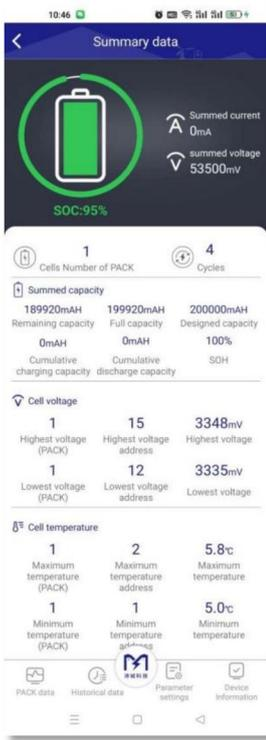 10:46
Summary data
Summed current
0mA
summed voltage
53500mV
SOC:95%
1
Cells Number of PACK
4
Cycles
Summed capacity
189920mAH 199920mAH 200000mAH
Remaining capacity Full capacity Designed capacity
0mAH 0mAH 100%
Cumulative Cumulative SOH
charging capacity discharge capacity
Cell voltage
1 15 3348mV
Highest voltage Highest voltage Highest voltage
(PACK) address
1 12 3335mV
Lowest voltage Lowest voltage Lowest voltage
(PACK) address
Cell temperature
1 2 5.8℃
Maximum Maximum Maximum
temperature temperature temperature
(PACK) address
1 1 5.0℃
Minimum Minimum Minimum
temperature temperature temperature
(PACK) address
PACK data Historical data Parameter Device
settings Information